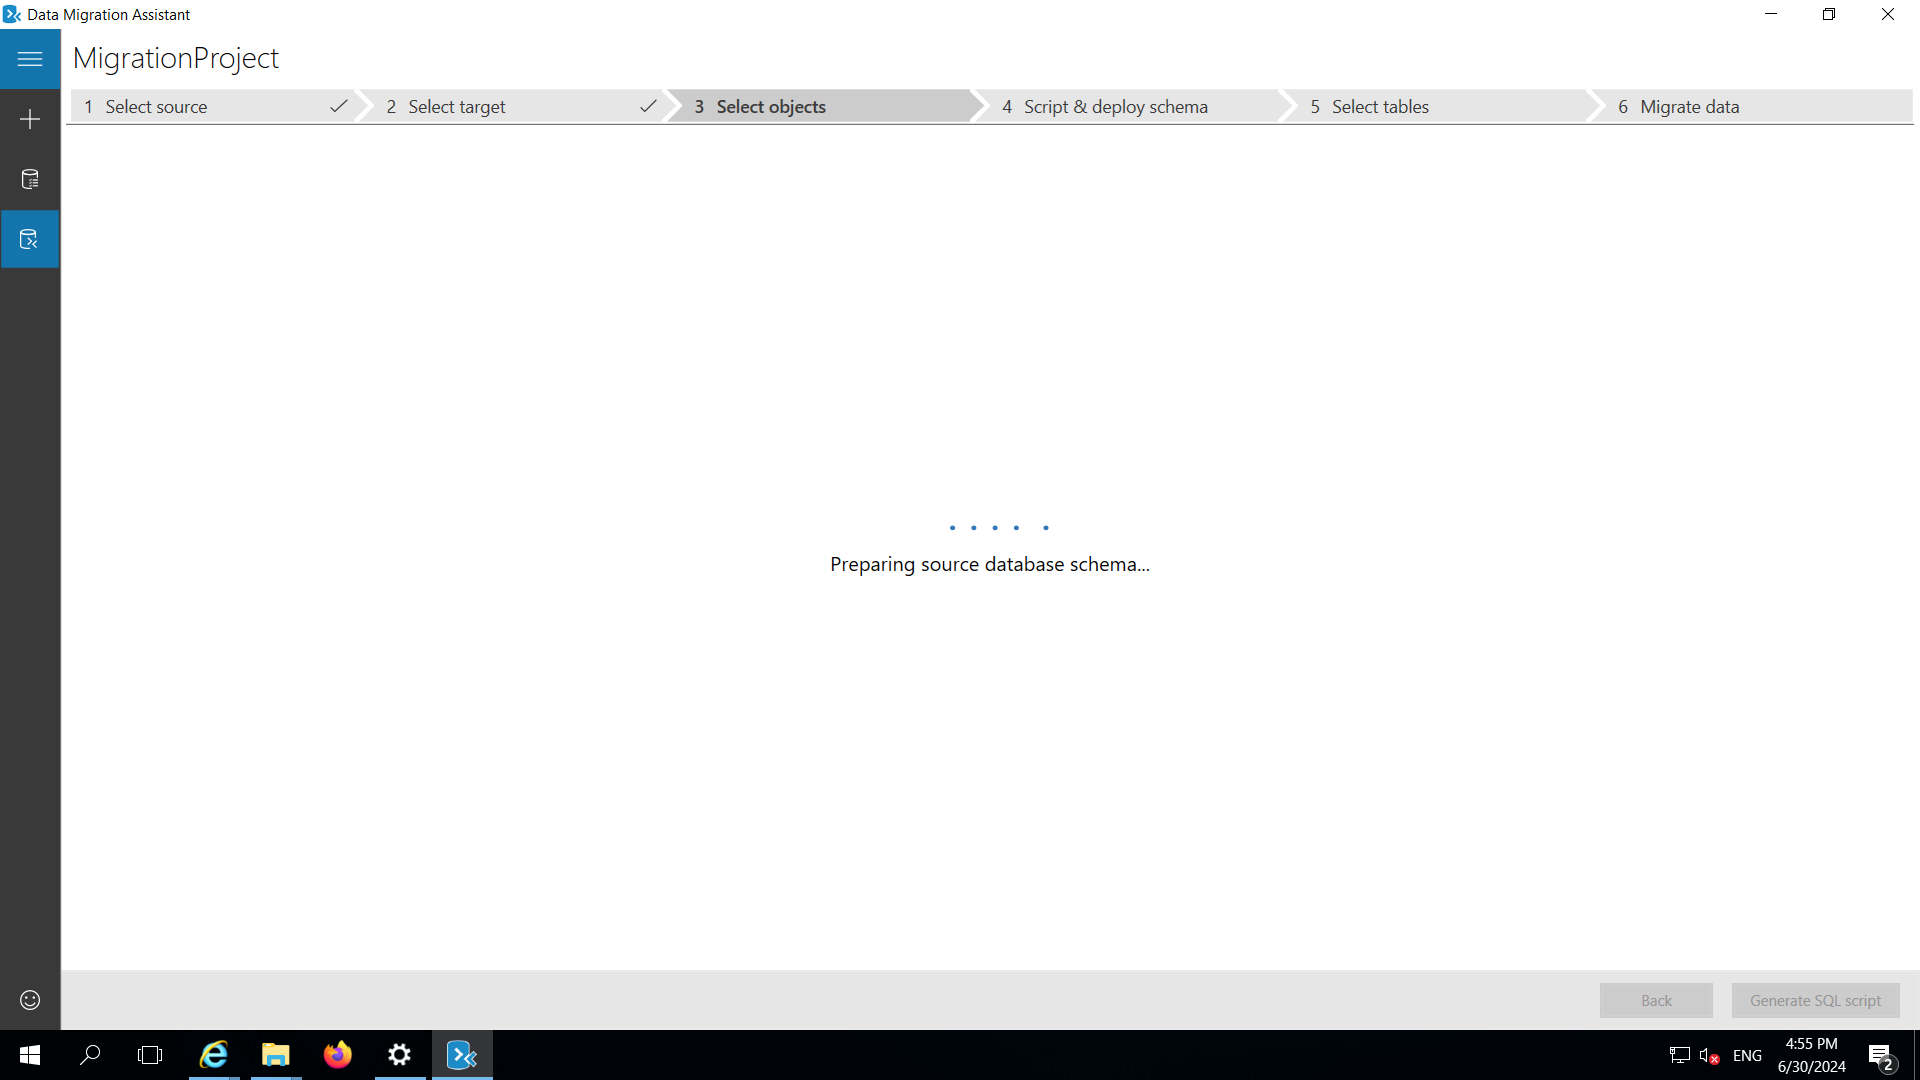 Data Migration Assistant
MigrationProject
1 Select source
2 Select target
3 Select objects
4 Script & deploy schema
5 Select tables
6 Migrate data
Preparing source database schema...
Back
Generate SQL script
ENG
4:55 PM
6/30/2024
2